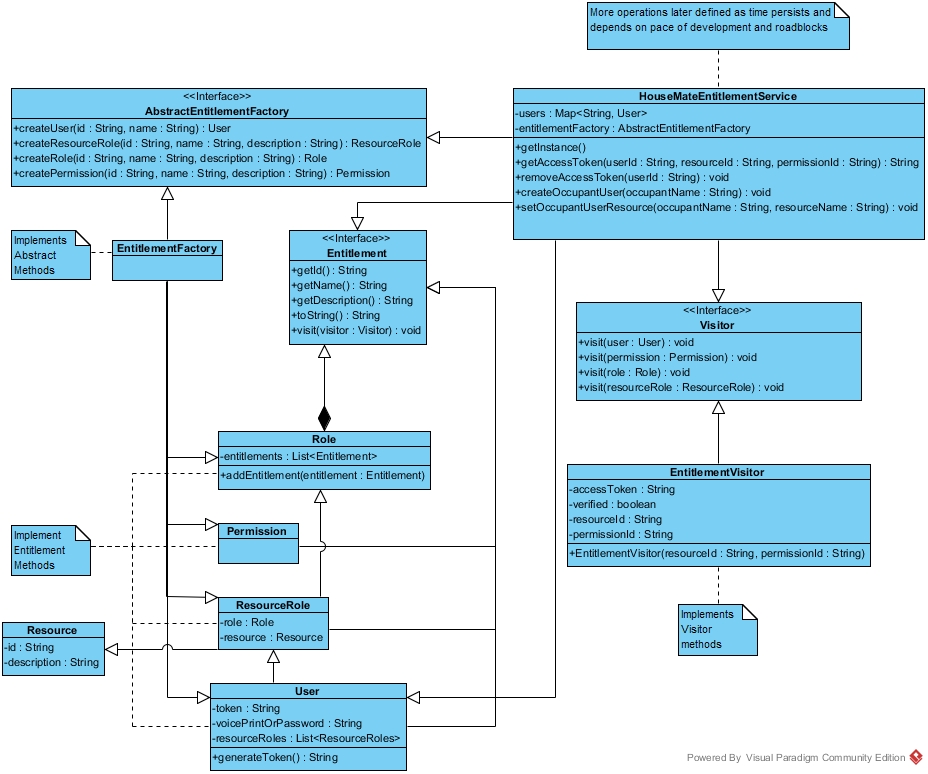 More operations later defined as time persists and
depends on pace of development and roadblocks
<<Interface>>
AbstractEntitlementFactory
+createUser(id : String, name : String) : User
+createResourceRole(id : String, name : String, description : String) : ResourceRole
+createRole(id : String, name : String, description : String) : Role
+createPermission(id : String, name : String, description : String) : Permission
HouseMateEntitlementService
-users : Map<String, User>
-entitlementFactory : AbstractEntitlementFactory
+getInstance()
+getAccessToken(userId : String, resourceId : String, permissionId : String) : String
+removeAccessToken(userId : String) : void
+createOccupantUser(occupantName : String) : void
+setOccupantUserResource(occupantName : String, resourceName : String) : void
Implements
Abstract
Methods
EntitlementFactory
<<Interface>>
Entitlement
+getId() : String
+getName() : String
+getDescription() : String
+toString() : String
+visit(visitor : Visitor) : void
<<Interface>>
Visitor
+visit(user : User) : void
+visit(permission : Permission) : void
+visit(role : Role) : void
+visit(resourceRole : ResourceRole) : void
Role
-entitlements : List<Entitlement>
+addEntitlement(entitlement : Entitlement)
EntitlementVisitor
-accessToken : String
-verified : boolean
-resourceId : String
-permissionId : String
+EntitlementVisitor(resourceId : String, permissionId : String)
Implement
Entitlement
Methods
Permission
ResourceRole
-role : Role
-resource : Resource
Implements
Visitor
methods
Resource
-id : String
-description : String
User
-token : String
-voicePrintOrPassword : String
-resourceRoles : List<ResourceRoles>
+generateToken() : String
Powered By Visual Paradigm Community Edition